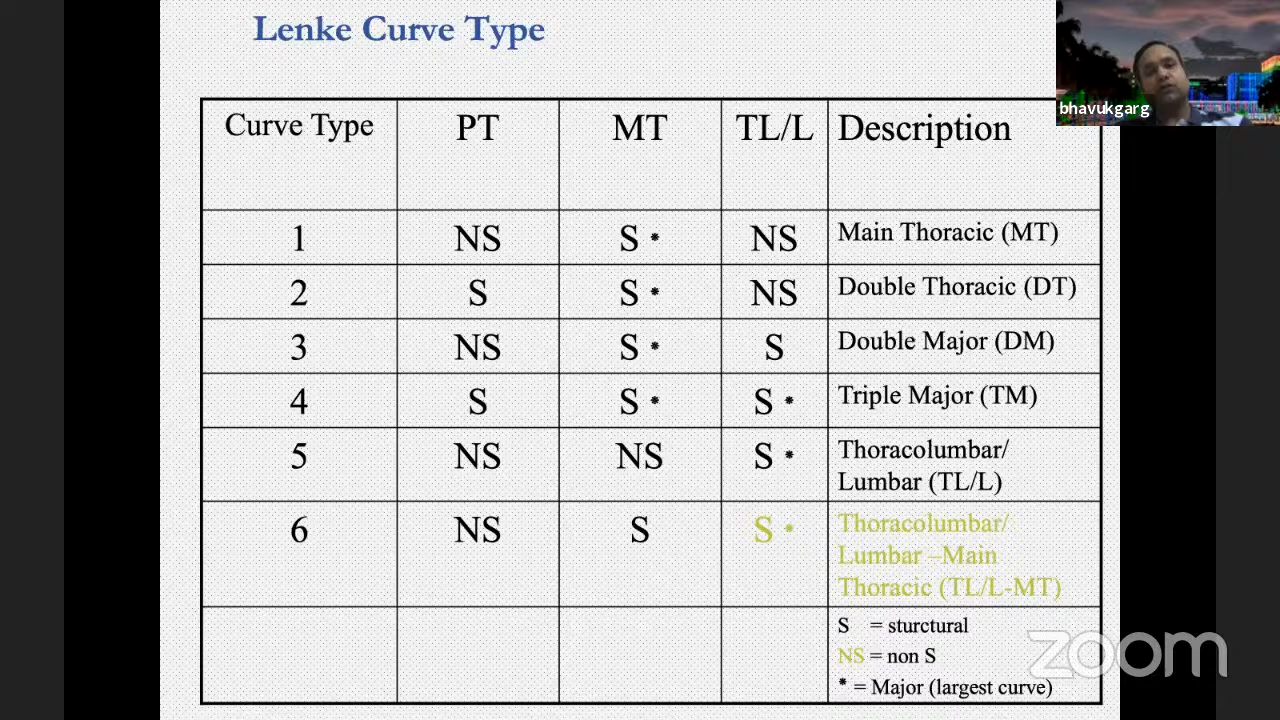 Lenke Curve Type
bhavukgarg
Curve Type PT MT TL/L Description
1 NS S * NS Main Thoracic (MT)
2 S S * NS Double Thoracic (DT)
3 NS S * S Double Major (DM)
4 S S * S * Triple Major (TM)
5 NS NS S * Thoracolumbar/
Lumbar (TL/L)
6 NS S S * Thoracolumbar/
Lumbar –Main
Thoracic (TL/L-MT)
S = sturctural
NS = non S
* = Major (largest curve)
zoom